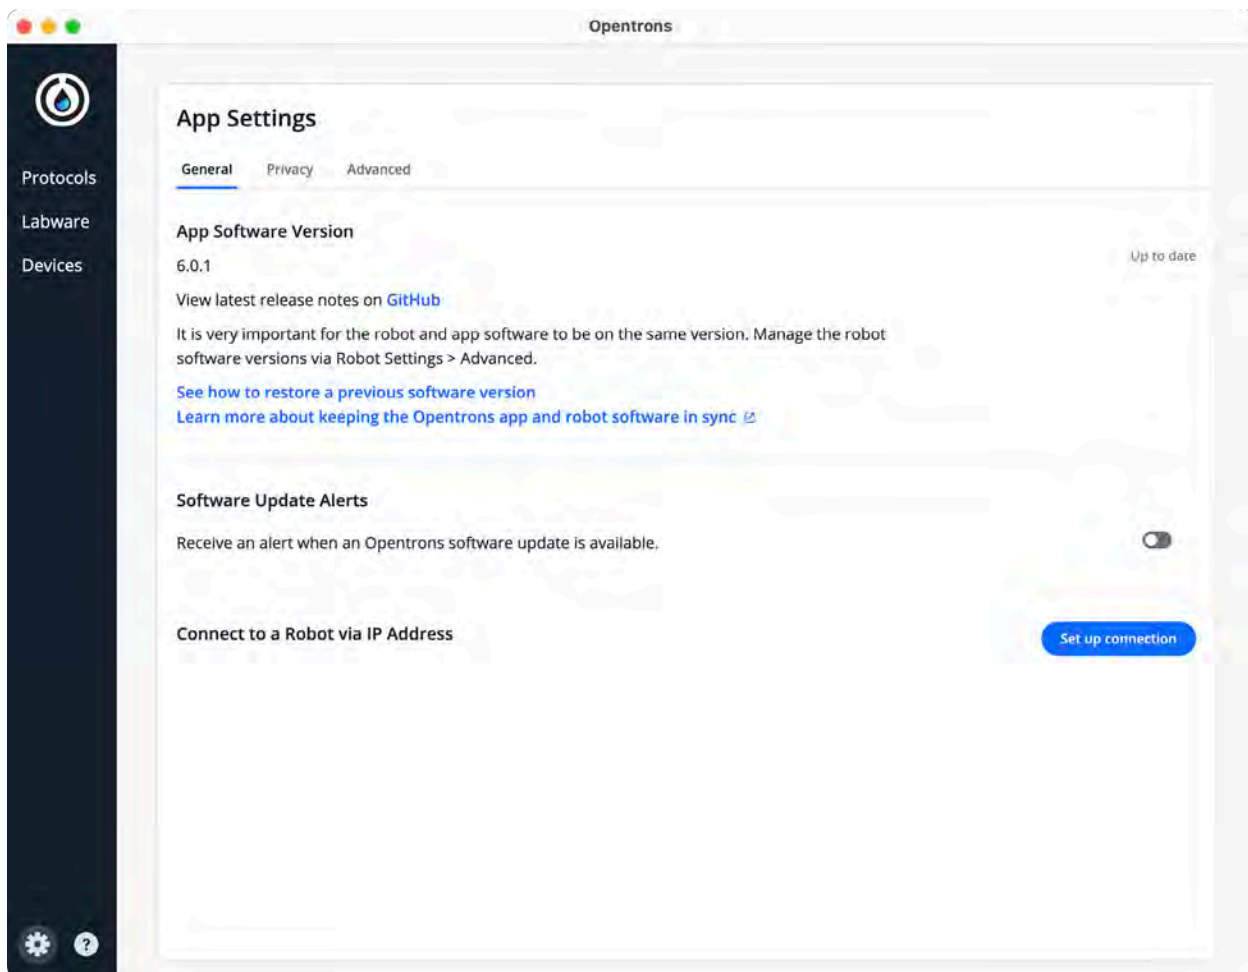 Opentrons
Protocols
Labware
Devices
App Settings
General Privacy Advanced
App Software Version
6.0.1
Up to date
View latest release notes on GitHub
It is very important for the robot and app software to be on the same version. Manage the robot
software versions via Robot Settings > Advanced.
See how to restore a previous software version
Learn more about keeping the Opentrons app and robot software in sync
Software Update Alerts
Receive an alert when an Opentrons software update is available.
Connect to a Robot via IP Address
Set up connection
?